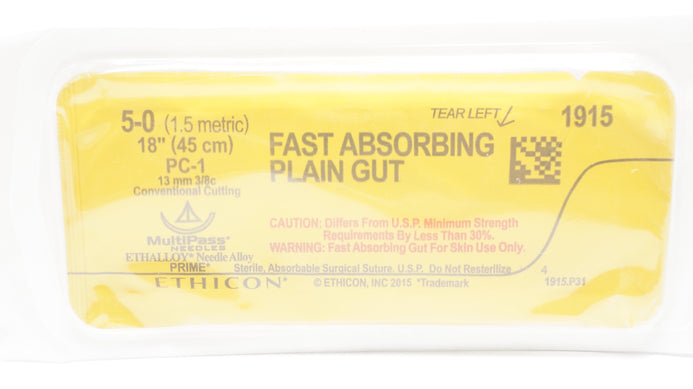 5-0 (1.5 metric)
18" (45 cm)
PC-1
13 mm 3/8c
Conventional Cutting
MultiPass*
NEEDLES
ETHALLOY* Needle Alloy
PRIME*
ETHICON*
TEAR LEFT
1915
FAST ABSORBING
PLAIN GUT
CAUTION: Differs From U.S.P. Minimum Strength
Requirements By Less Than 30%.
WARNING: Fast Absorbing Gut For Skin Use Only.
Sterile, Absorbable Surgical Suture. U.S.P. Do Not Resterilize
© ETHICON, INC 2015 *Trademark
4
1915.P31